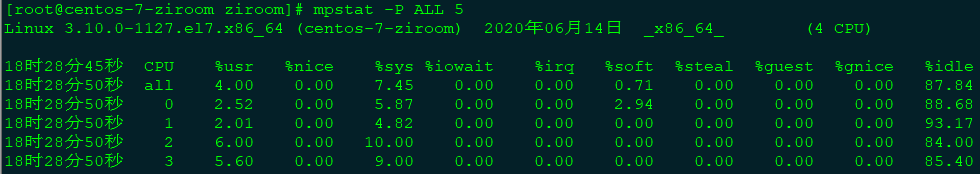 [root@centos-7-ziroom ziroom]# mpstat -P ALL 5
Linux 3.10.0-1127.el7.x86_64 (centos-7-ziroom) 2020年06月14日 _x86_64_ (4 CPU)
18时28分45秒 CPU %usr %nice %sys %iowait %irq %soft %steal %guest %gnice %idle
18时28分50秒 all 4.00 0.00 7.45 0.00 0.00 0.71 0.00 0.00 0.00 87.84
18时28分50秒 0 2.52 0.00 5.87 0.00 0.00 2.94 0.00 0.00 0.00 88.68
18时28分50秒 1 2.01 0.00 4.82 0.00 0.00 0.00 0.00 0.00 0.00 93.17
18时28分50秒 2 6.00 0.00 10.00 0.00 0.00 0.00 0.00 0.00 0.00 84.00
18时28分50秒 3 5.60 0.00 9.00 0.00 0.00 0.00 0.00 0.00 0.00 85.40